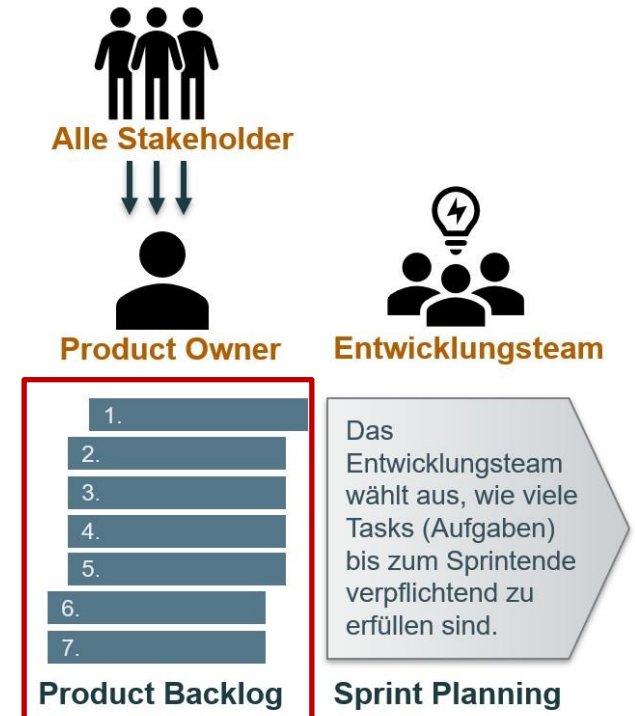 Alle Stakeholder
Product Owner
Entwicklungsteam
1.
2.
3.
4.
5.
6.
7.
Product Backlog
Das
Entwicklungsteam
wählt aus, wie viele
Tasks (Aufgaben)
bis zum Sprintende
verpflichtend zu
erfüllen sind.
Sprint Planning